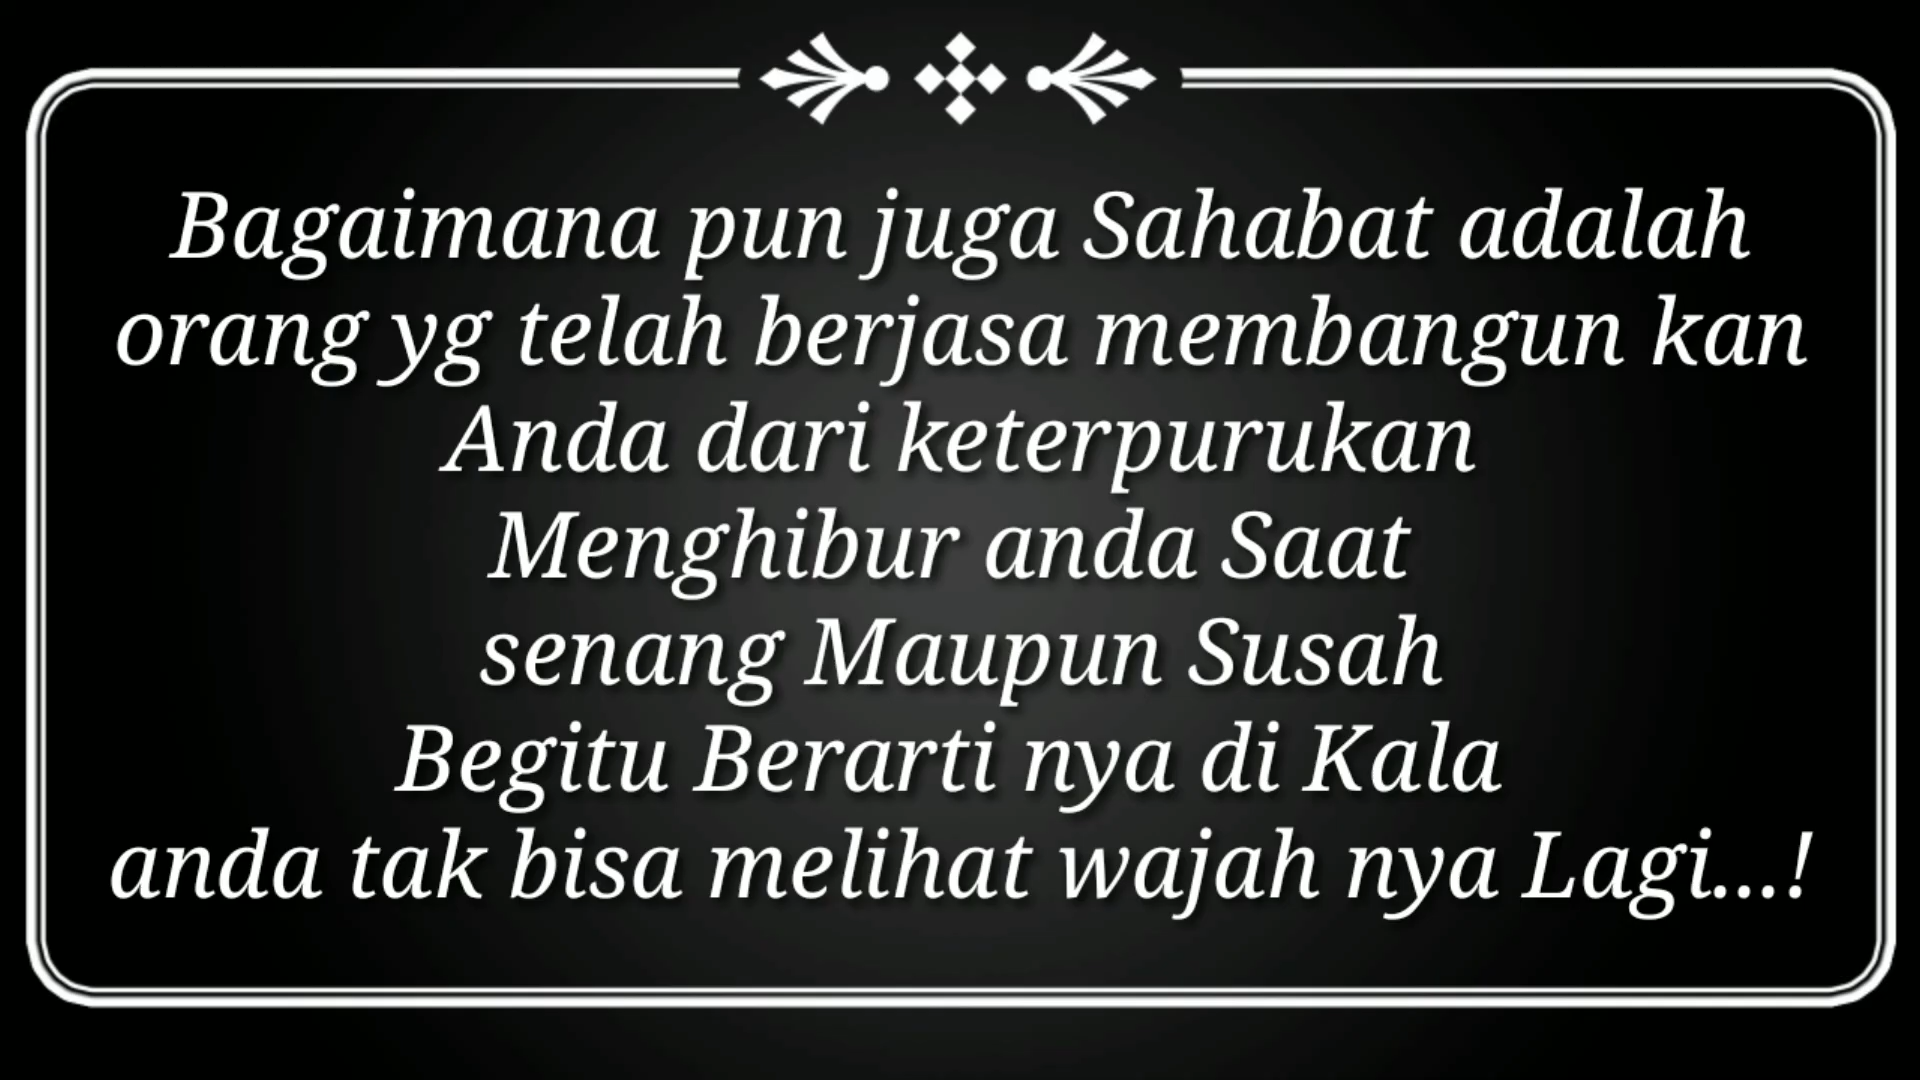 Bagaimana pun juga Sahabat adalah
orang yg telah berjasa membangun kan
Anda dari keterpurukan
Menghibur anda Saat
senang Maupun Susah
Begitu Berarti nya di Kala
anda tak bisa melihat wajah nya Lagi...!